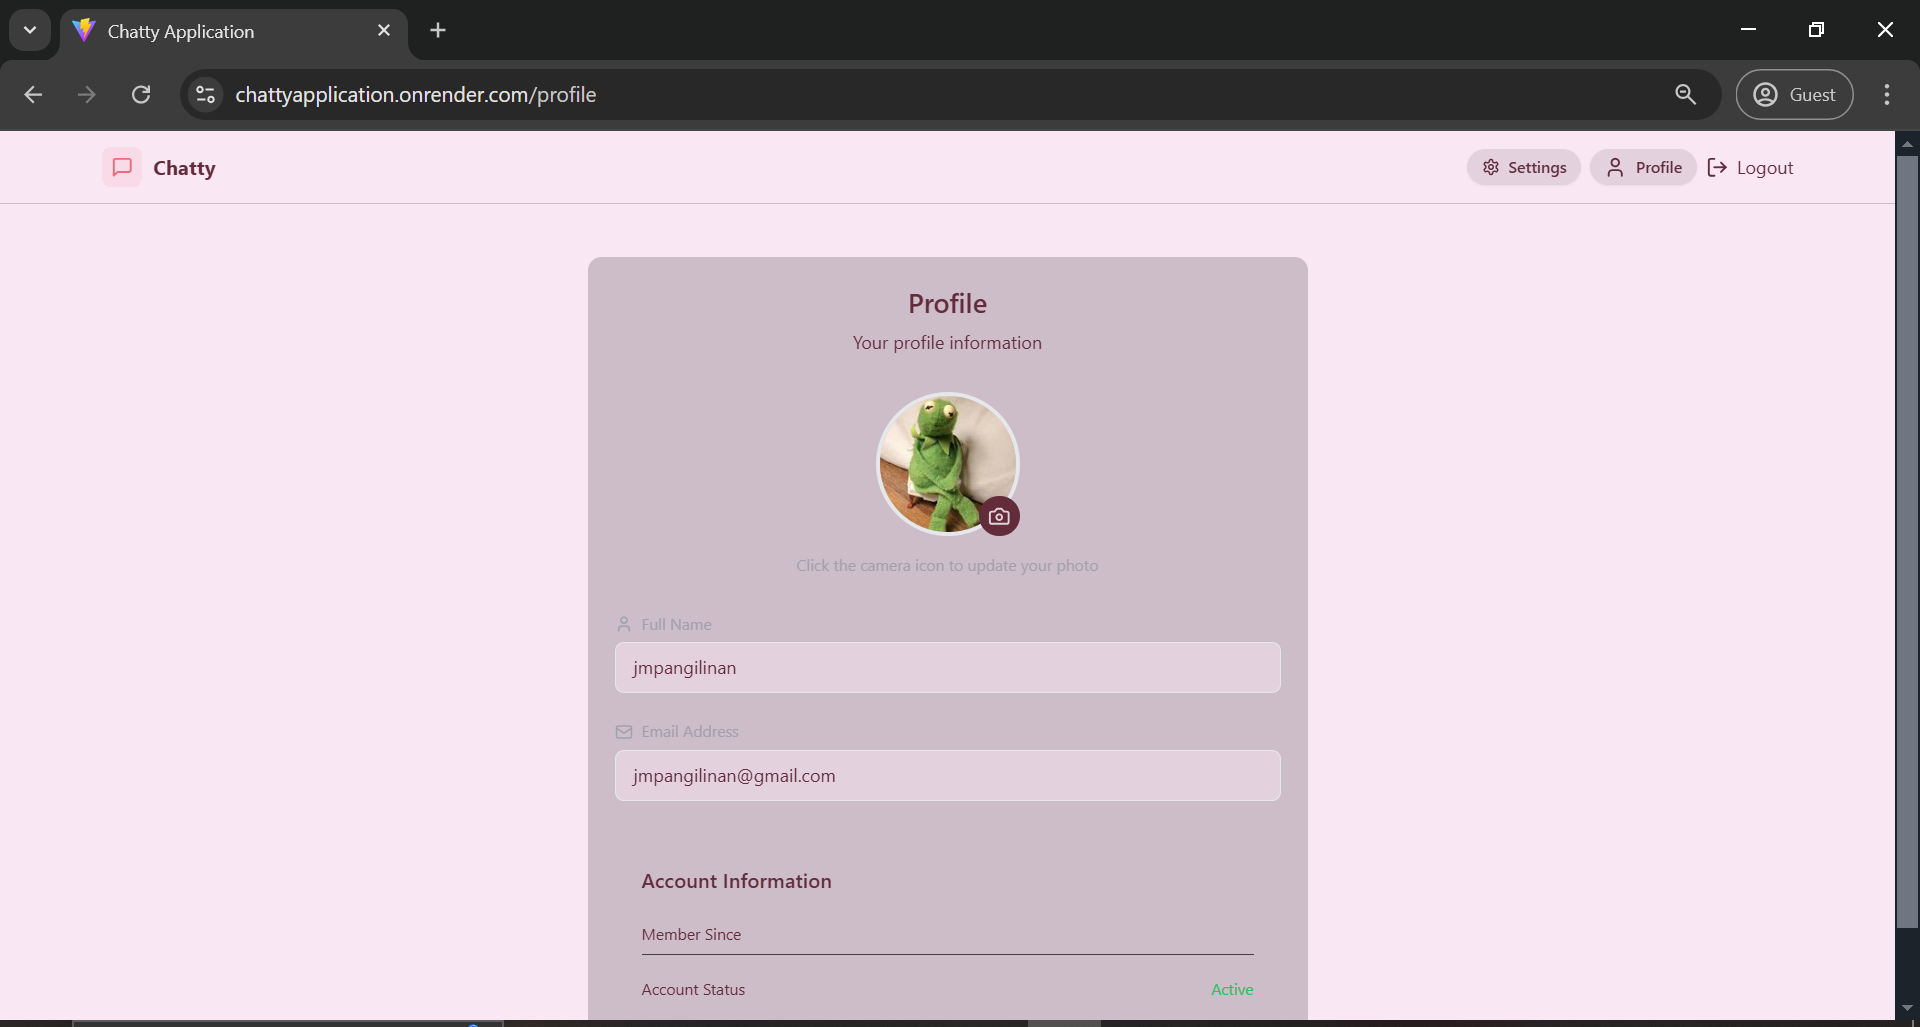 Chatty Application
chattyapplication.onrender.com/profile
Guest
Chatty
Settings
Profile
Logout
Profile
Your profile information
Click the camera icon to update your photo
Full Name
jmpangilinan
Email Address
jmpangilinan@gmail.com
Account Information
Member Since
Account Status
Active